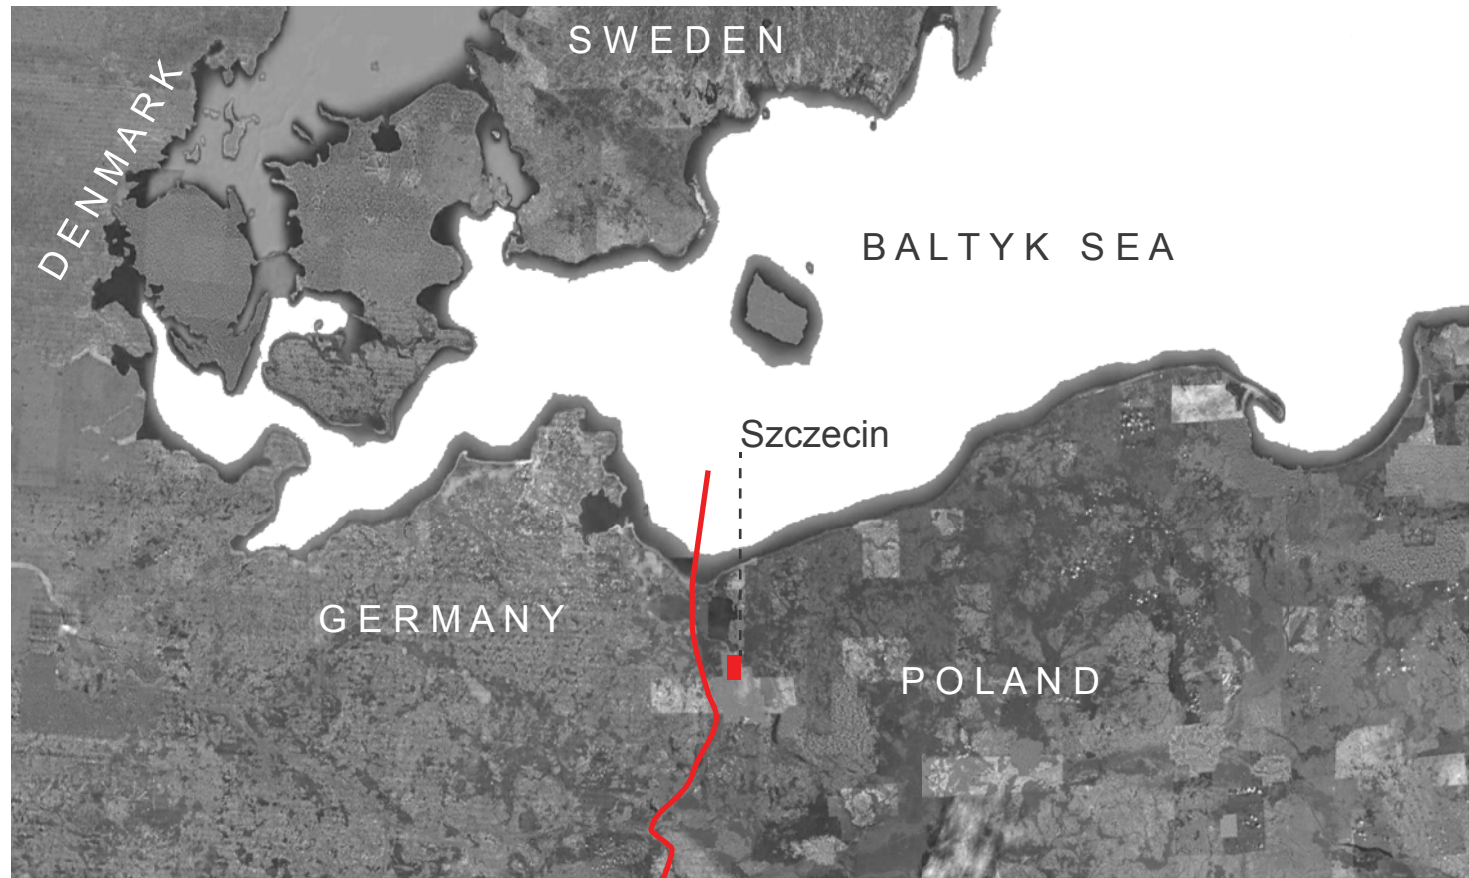 SWEDEN
DENMARK
BALTYK SEA
Szczecin
GERMANY
POLAND